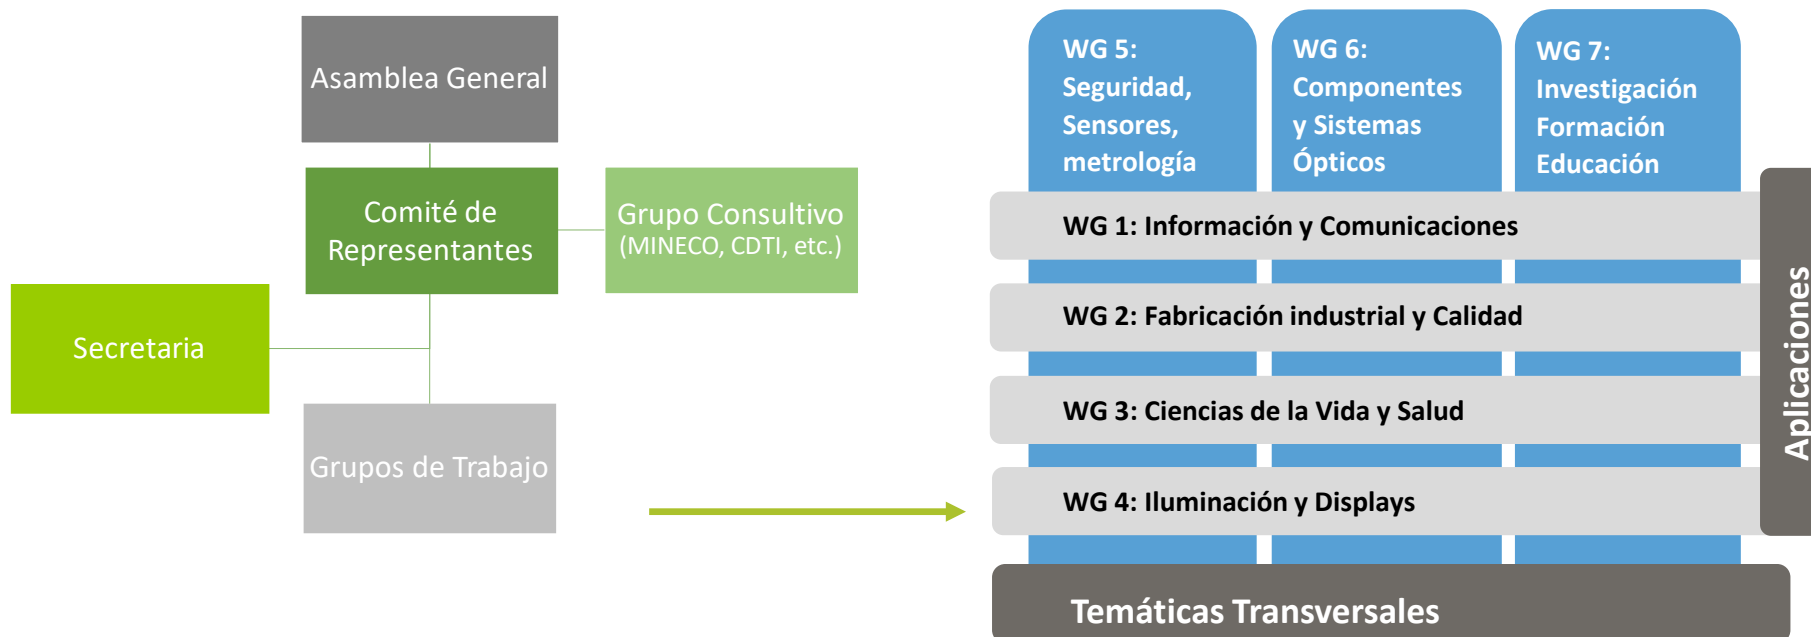 Asamblea General
Comité de
Representantes
Grupo Consultivo
(MINECO, CDTI, etc.)
Secretaria
Grupos de Trabajo
WG 5:
Seguridad,
Sensores,
metrología
WG 6:
Componentes
y Sistemas
Ópticos
WG 7:
Investigación
Formación
Educación
WG 1: Información y Comunicaciones
WG 2: Fabricación industrial y Calidad
WG 3: Ciencias de la Vida y Salud
WG 4: Iluminación y Displays
Aplicaciones
Temáticas Transversales